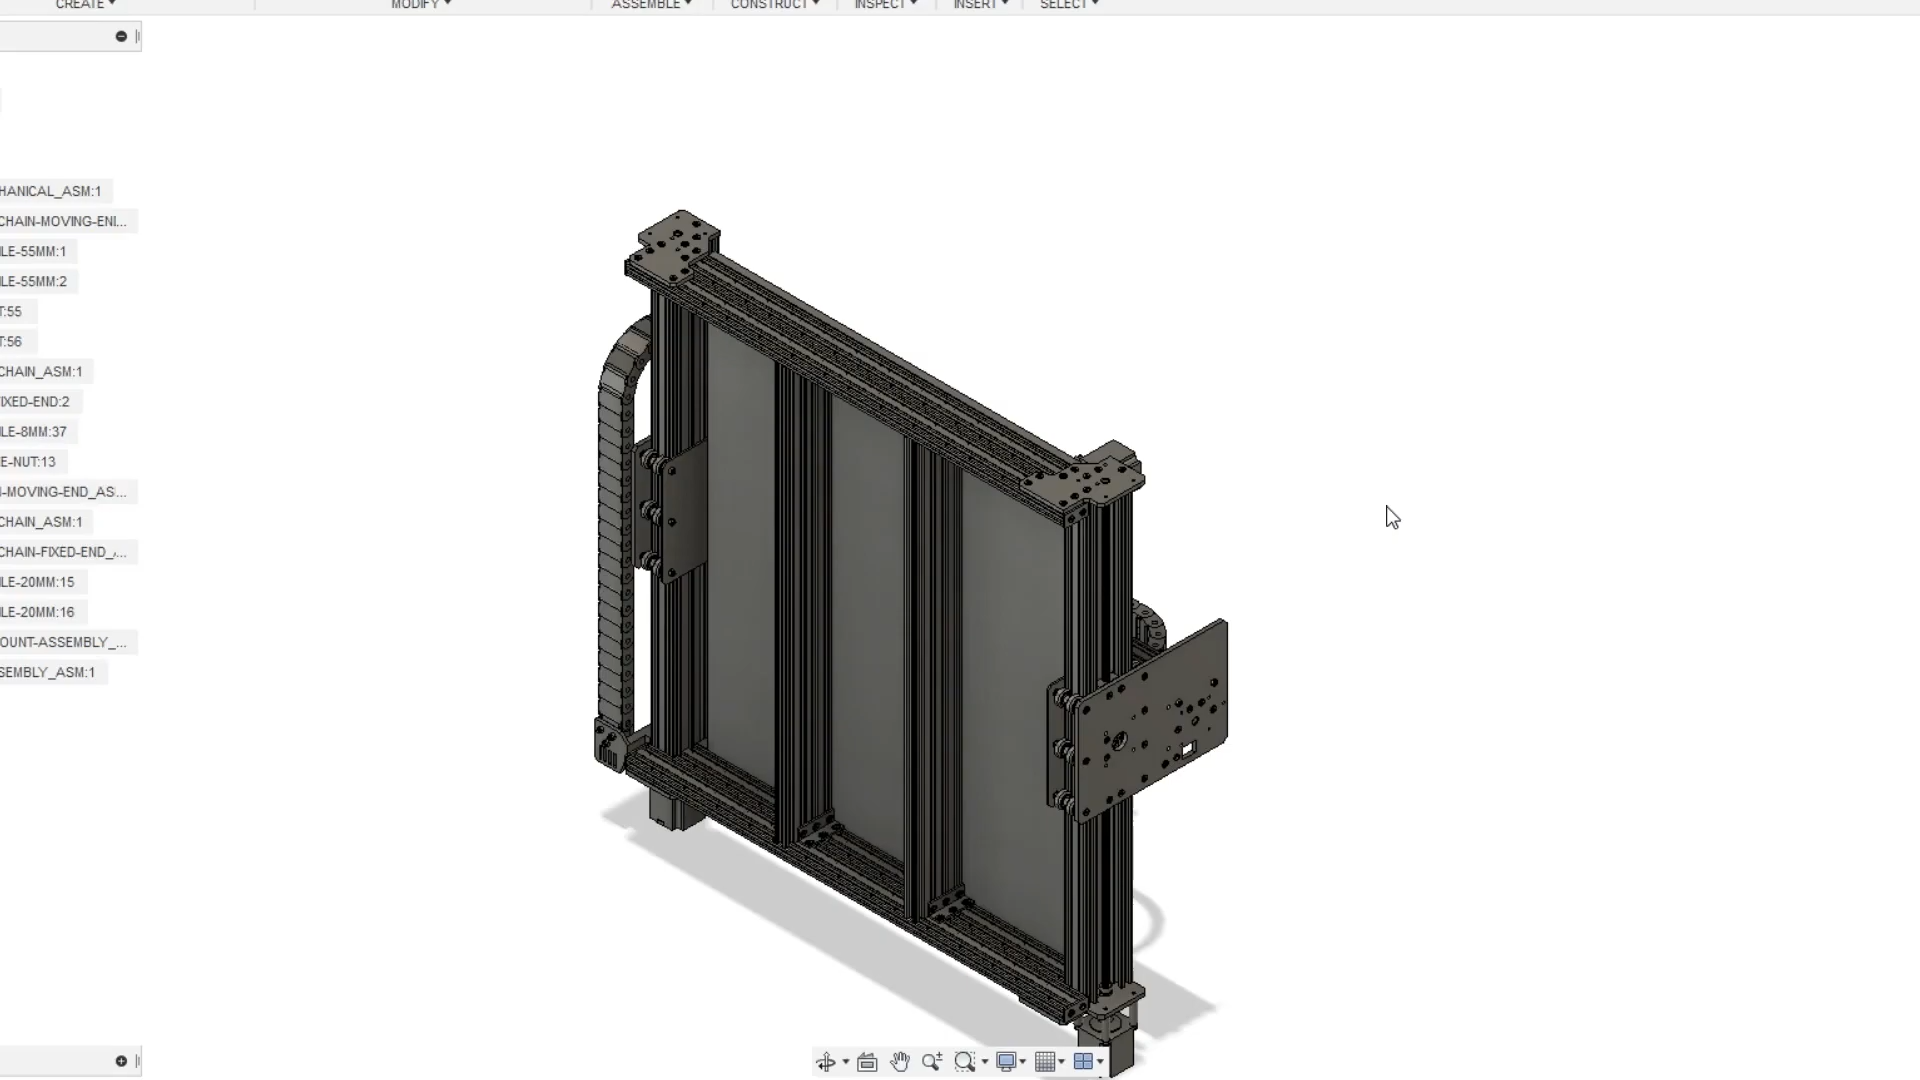 CREATE MODIFY ASSEMBLE CONSTRUCT INSPECT INSERT SELECT
HANICAL_ASM:1
CHAIN-MOVING-ENI...
LE-55MM:1
LE-55MM:2
T:55
T:56
CHAIN_ASM:1
IXED-END:2
LE-8MM:37
E-NUT:13
-MOVING-END_AS...
CHAIN_ASM:1
CHAIN-FIXED-END_...
LE-20MM:15
LE-20MM:16
OUNT-ASSEMBLY_...
SEMBLY_ASM:1